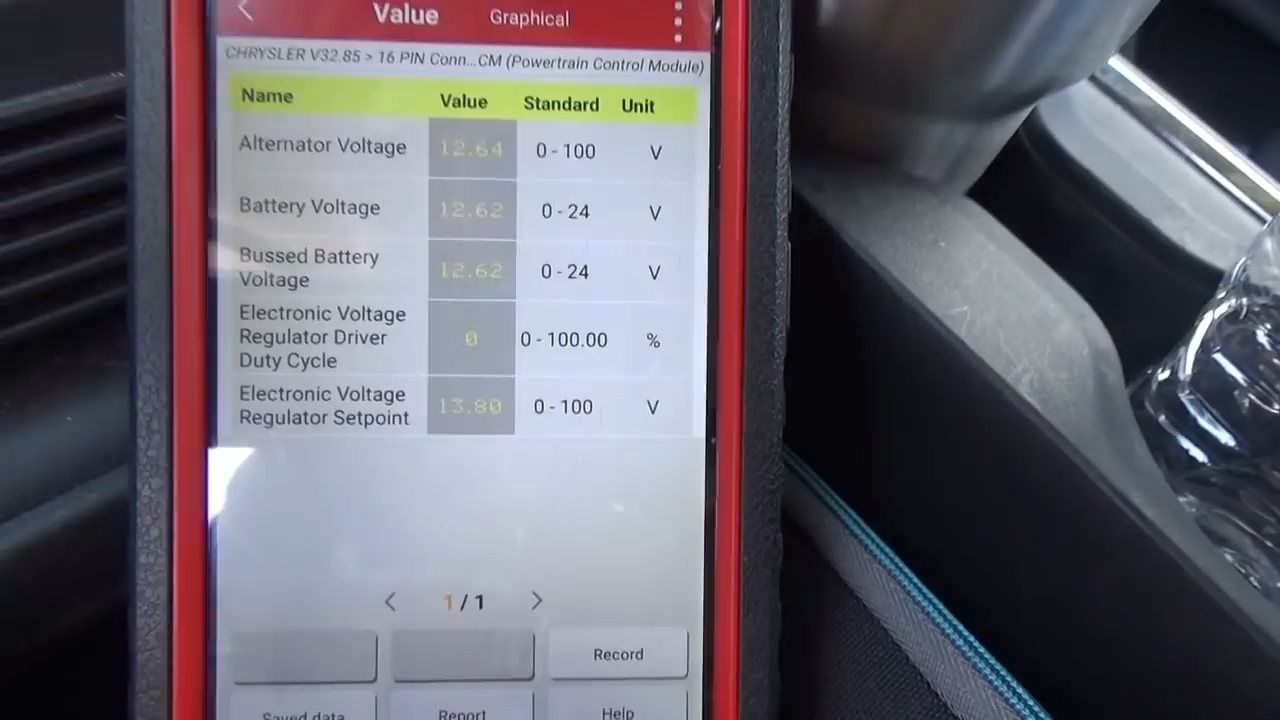 Value Graphical
CHRYSLER V32.85 > 16 PIN Conn...CM (Powertrain Control Module)
Name Value Standard Unit
Alternator Voltage 12.64 0 - 100 V
Battery Voltage 12.62 0 - 24 V
Bussed Battery
Voltage 12.62 0 - 24 V
Electronic Voltage
Regulator Driver 0 0 - 100.00 %
Duty Cycle
Electronic Voltage
Regulator Setpoint 13.80 0 - 100 V
1 / 1
Record
Saved data Report Help